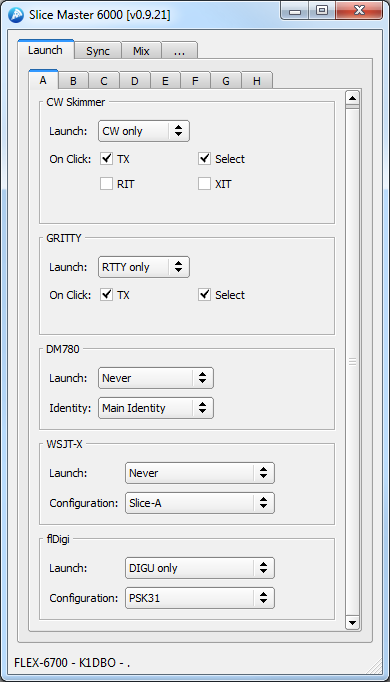 Slice Master 6000 [v0.9.21]
Launch Sync Mix ...
A B C D E F G H
CW Skimmer
Launch: CW only
On Click: TX Select
RIT XIT
GRITTY
Launch: RTTY only
On Click: TX Select
DM780
Launch: Never
Identity: Main Identity
WSJT-X
Launch: Never
Configuration: Slice-A
flDigi
Launch: DIGU only
Configuration: PSK31
FLEX-6700 - K1DBO - .